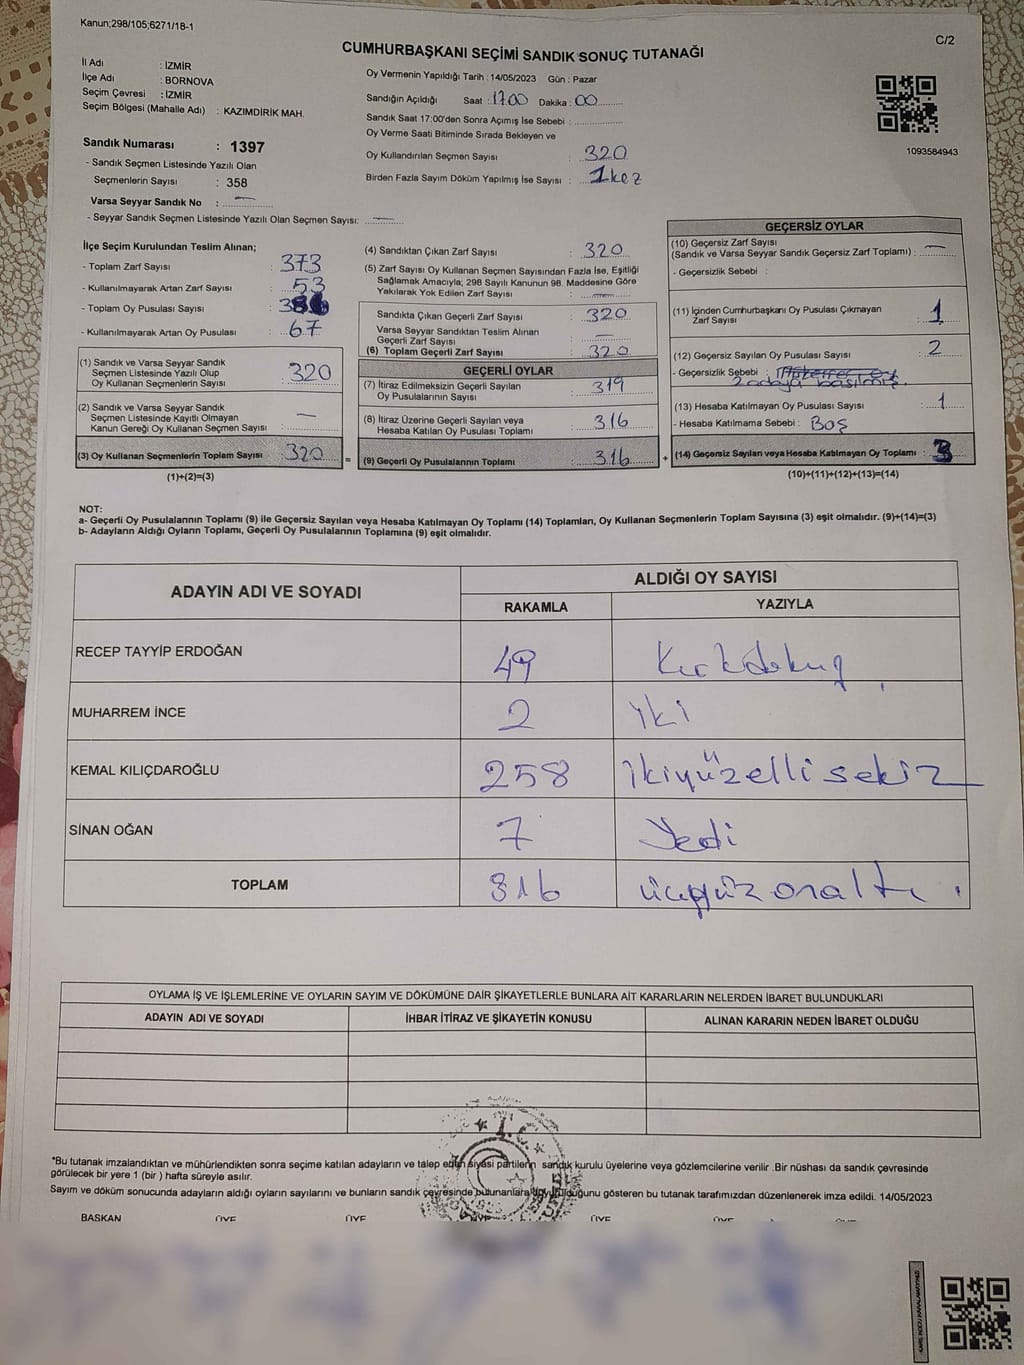 Kanun;298/105;6271/18-1
C/2
CUMHURBAŞKANI SEÇİMİ SANDIK SONUÇ TUTANAĞI
İl Adı : İZMİR
İlçe Adı : BORNOVA
Seçim Çevresi : İZMİR
Seçim Bölgesi (Mahalle Adı) : KAZIMDİRİK MAH.
Sandık Numarası : 1397
- Sandık Seçmen Listesinde Yazılı Olan
Seçmenlerin Sayısı : 358
Varsa Seyyar Sandık No : —
- Seyyar Sandık Seçmen Listesinde Yazılı Olan Seçmen Sayısı: —
Oy Vermenin Yapıldığı Tarih : 14/05/2023 Gün : Pazar
Sandığın Açıldığı Saat : 17.00 Dakika : 00
Sandık Saat 17:00'den Sonra Açımış İse Sebebi :
Oy Verme Saati Bitiminde Sırada Bekleyen ve
Oy Kullandırılan Seçmen Sayısı : 320
Birden Fazla Sayım Döküm Yapılmış İse Sayısı : 1 kez
1093584943
İlçe Seçim Kurulundan Teslim Alınan;
- Toplam Zarf Sayısı : 373
- Kullanılmayarak Artan Zarf Sayısı : 53
- Toplam Oy Pusulası Sayısı :
- Kullanılmayarak Artan Oy Pusulası : 67
(1) Sandık ve Varsa Seyyar Sandık
Seçmen Listesinde Yazılı Olup
Oy Kullanan Seçmenlerin Sayısı : 320
(2) Sandık ve Varsa Seyyar Sandık
Seçmen Listesinde Kayıtlı Olmayan
Kanun Gereği Oy Kullanan Seçmen Sayısı : —
(3) Oy Kullanan Seçmenlerin Toplam Sayısı : 320
(1)+(2)=(3)
(4) Sandıktan Çıkan Zarf Sayısı : 320
(5) Zarf Sayısı Oy Kullanan Seçmen Sayısından Fazla İse, Eşitliği
Sağlamak Amacıyla; 298 Sayılı Kanunun 98. Maddesine Göre
Yakılarak Yok Edilen Zarf Sayısı : —
Sandıkta Çıkan Geçerli Zarf Sayısı : 320
Varsa Seyyar Sandıktan Teslim Alınan
Geçerli Zarf Sayısı : —
(6) Toplam Geçerli Zarf Sayısı : 320
GEÇERLİ OYLAR
(7) İtiraz Edilmeksizin Geçerli Sayılan
Oy Pusulalarının Sayısı : 319
(8) İtiraz Üzerine Geçerli Sayılan veya
Hesaba Katılan Oy Pusulası Toplamı : 316
= (9) Geçerli Oy Pusulalarının Toplamı : 316 +
GEÇERSİZ OYLAR
(10) Geçersiz Zarf Sayısı
(Sandık ve Varsa Seyyar Sandık Geçersiz Zarf Toplamı) : —
- Geçersizlik Sebebi :
(11) İçinden Cumhurbaşkanı Oy Pusulası Çıkmayan
Zarf Sayısı : 1
(12) Geçersiz Sayılan Oy Pusulası Sayısı : 2
- Geçersizlik Sebebi :
2 adaya basılmış.
(13) Hesaba Katılmayan Oy Pusulası Sayısı : 1
- Hesaba Katılmama Sebebi : Boş
(14) Geçersiz Sayılan veya Hesaba Katılmayan Oy Toplamı : 3
(10)+(11)+(12)+(13)=(14)
NOT:
a- Geçerli Oy Pusulalarının Toplamı (9) ile Geçersiz Sayılan veya Hesaba Katılmayan Oy Toplamı (14) Toplamları, Oy Kullanan Seçmenlerin Toplam Sayısına (3) eşit olmalıdır. (9)+(14)=(3)
b- Adayların Aldığı Oyların Toplamı, Geçerli Oy Pusulalarının Toplamına (9) eşit olmalıdır.
ADAYIN ADI VE SOYADI ALDIĞI OY SAYISI
RAKAMLA YAZIYLA
RECEP TAYYİP ERDOĞAN 49 Kırkdokuz
MUHARREM İNCE 2 iki
KEMAL KILIÇDAROĞLU 258 ikiyüzellisekiz
SİNAN OĞAN 7 Yedi
TOPLAM 316 üçyüzonaltı.
OYLAMA İŞ VE İŞLEMLERİNE VE OYLARIN SAYIM VE DÖKÜMÜNE DAİR ŞİKAYETLERLE BUNLARA AİT KARARLARIN NELERDEN İBARET BULUNDUKLARI
ADAYIN ADI VE SOYADI İHBAR İTİRAZ VE ŞİKAYETİN KONUSU ALINAN KARARIN NEDEN İBARET OLDUĞU
T.C.
*Bu tutanak imzalandıktan ve mühürlendikten sonra seçime katılan adayların ve talep eden siyasi partilerin sandık kurulu üyelerine veya gözlemcilerine verilir .Bir nüshası da sandık çevresinde
görülecek bir yere 1 (bir ) hafta süreyle asılır.
Sayım ve döküm sonucunda adayların aldığı oyların sayılarını ve bunların sandık çevresinde bulunanlara duyurulduğunu gösteren bu tutanak tarafımızdan düzenlenerek imza edildi. 14/05/2023
BAŞKAN ÜYE ÜYE ÜYE ÜYE ÜYE ÜYE